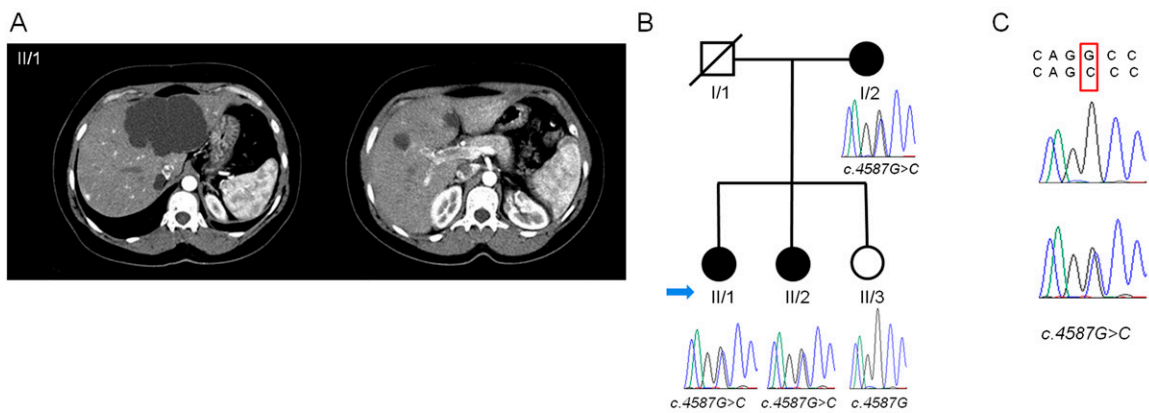 A
II/1
B
I/1
I/2
c.4587G>C
II/1
II/2
II/3
c.4587G>C
c.4587G>C
c.4587G
C
C A G G C C
C A G C C C
c.4587G>C